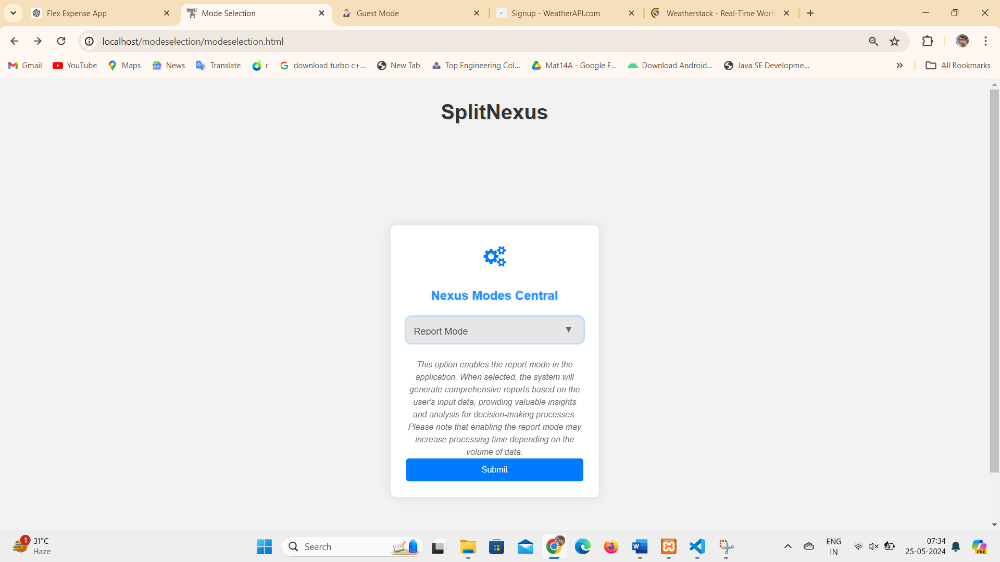 Flex Expense App
Mode Selection
Guest Mode
Signup - WeatherAPI.com
Weatherstack - Real-Time Worl
localhost/modeselection/modeselection.html
Gmail
YouTube
Maps
News
Translate
r
download turbo c+...
New Tab
Top Engineering Col...
Mat14A - Google F...
Download Android...
Java SE Developme...
All Bookmarks
SplitNexus
Nexus Modes Central
Report Mode
This option enables the report mode in the
application. When selected, the system will
generate comprehensive reports based on the
user's input data, providing valuable insights
and analysis for decision-making processes.
Please note that enabling the report mode may
increase processing time depending on the
volume of data.
Submit
1
31°C
Haze
Search
ENG
IN
07:34
25-05-2024
PRE